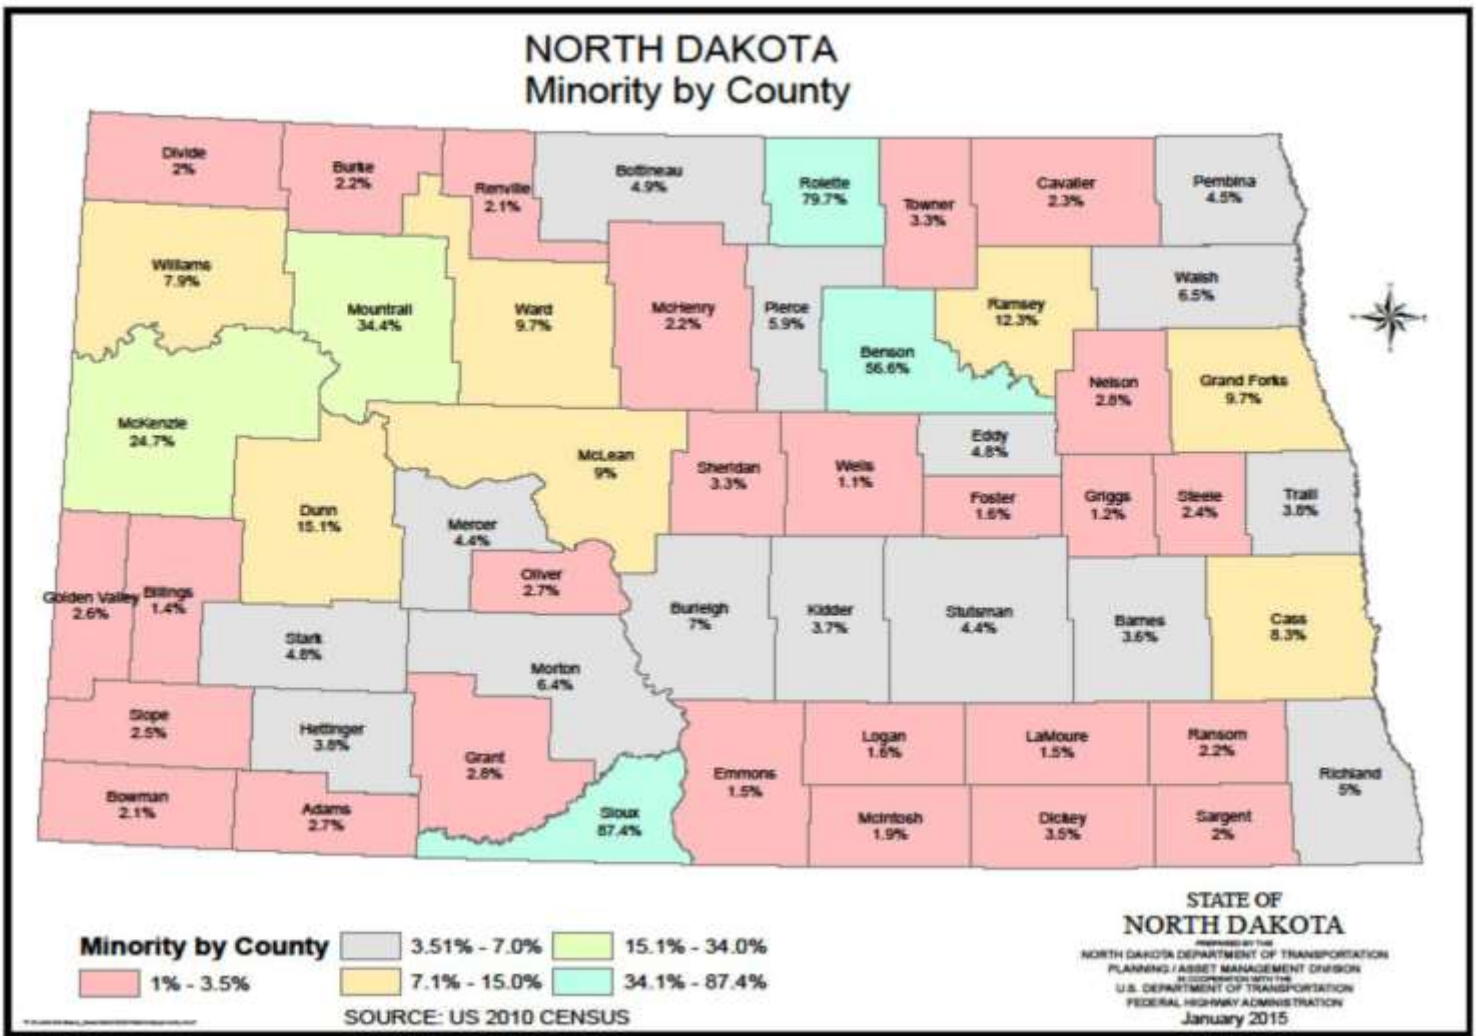 NORTH DAKOTA
Minority by County
Divide
2%
Burke
2.2%
Renville
2.1%
Bottineau
4.9%
Rolette
79.7%
Towner
3.3%
Cavalier
2.3%
Pembina
4.5%
Williams
7.9%
Mountrail
34.4%
Ward
9.7%
McHenry
2.2%
Pierce
5.9%
Benson
56.6%
Ramsey
12.3%
Walsh
6.5%
Nelson
2.8%
Grand Forks
9.7%
McKenzie
24.7%
Dunn
15.1%
McLean
9%
Mercer
4.4%
Oliver
2.7%
Sheridan
3.3%
Wells
1.1%
Eddy
4.8%
Foster
1.6%
Griggs
1.2%
Steele
2.4%
Traill
3.8%
Golden Valley
2.6%
Billings
1.4%
Stark
4.8%
Morton
6.4%
Burleigh
7%
Kidder
3.7%
Stutsman
4.4%
Barnes
3.6%
Cass
8.3%
Slope
2.5%
Hettinger
3.8%
Grant
2.8%
Bowman
2.1%
Adams
2.7%
Sioux
87.4%
Emmons
1.5%
Logan
1.6%
LaMoure
1.5%
Ransom
2.2%
Richland
5%
McIntosh
1.9%
Dickey
3.5%
Sargent
2%
Minority by County
1% - 3.5%
3.51% - 7.0%
7.1% - 15.0%
15.1% - 34.0%
34.1% - 87.4%
SOURCE: US 2010 CENSUS
STATE OF
NORTH DAKOTA
PREPARED BY THE
NORTH DAKOTA DEPARTMENT OF TRANSPORTATION
PLANNING / ASSET MANAGEMENT DIVISION
IN COOPERATION WITH THE
U.S. DEPARTMENT OF TRANSPORTATION
FEDERAL HIGHWAY ADMINISTRATION
January 2015